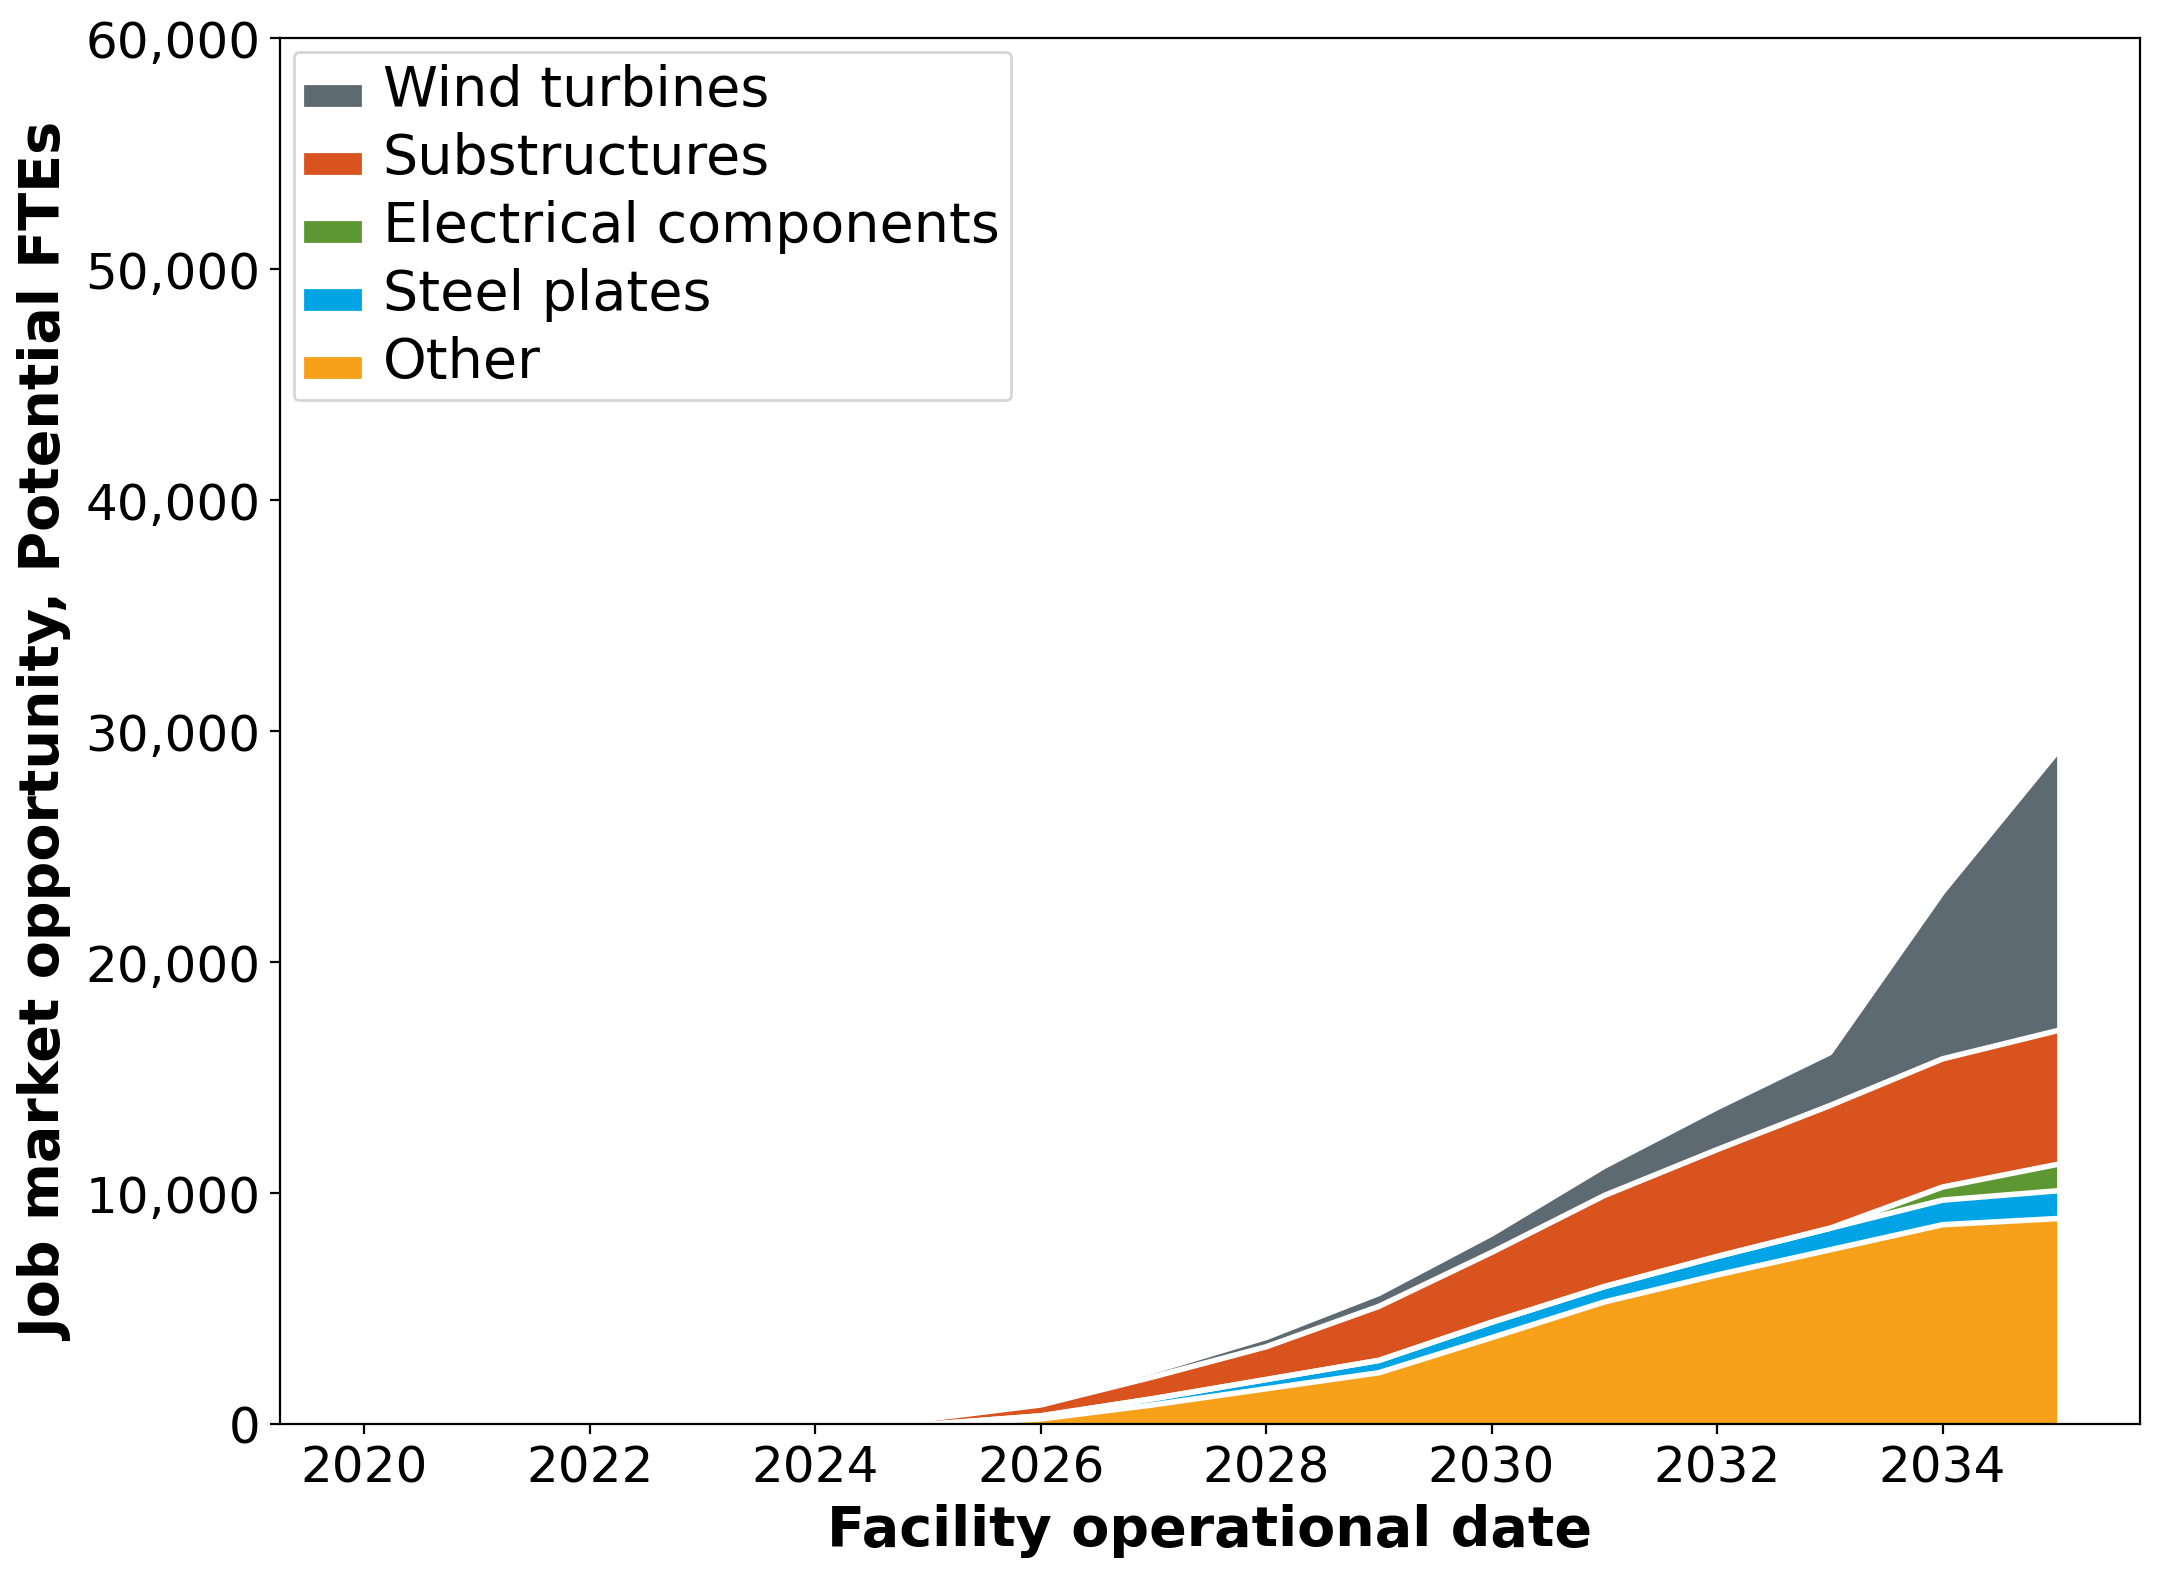 Job market opportunity, Potential FTEs
60,000
50,000
40,000
30,000
20,000
10,000
0
Wind turbines
Substructures
Electrical components
Steel plates
Other
2020 2022 2024 2026 2028 2030 2032 2034
Facility operational date